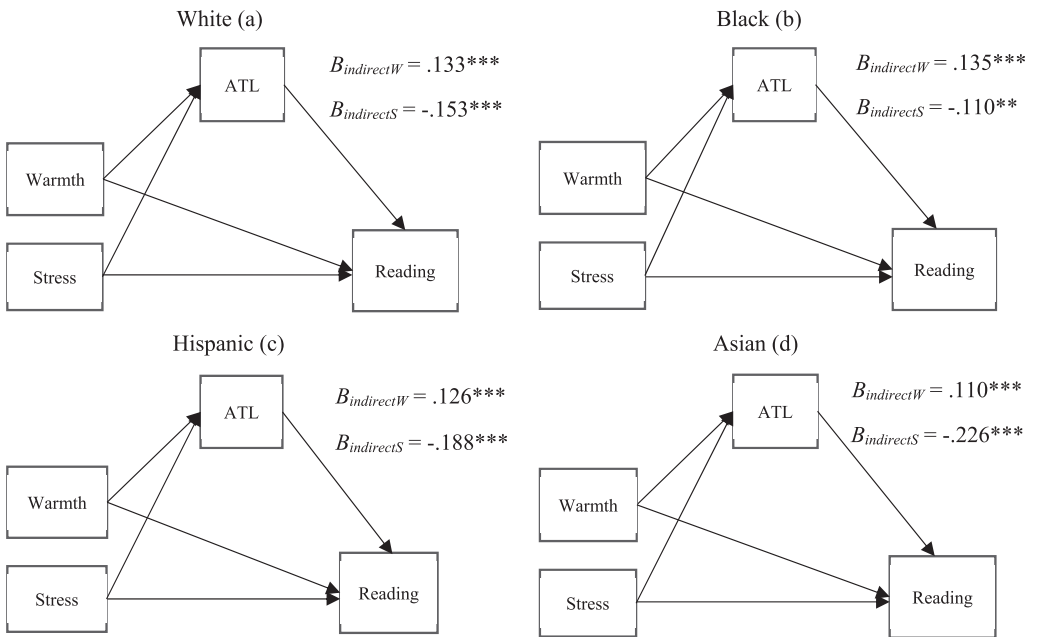 White (a)
ATL
B_indirectW = .133***
B_indirectS = -.153***
Warmth
Stress
Reading
Black (b)
ATL
B_indirectW = .135***
B_indirectS = -.110**
Warmth
Stress
Reading
Hispanic (c)
ATL
B_indirectW = .126***
B_indirectS = -.188***
Warmth
Stress
Reading
Asian (d)
ATL
B_indirectW = .110***
B_indirectS = -.226***
Warmth
Stress
Reading